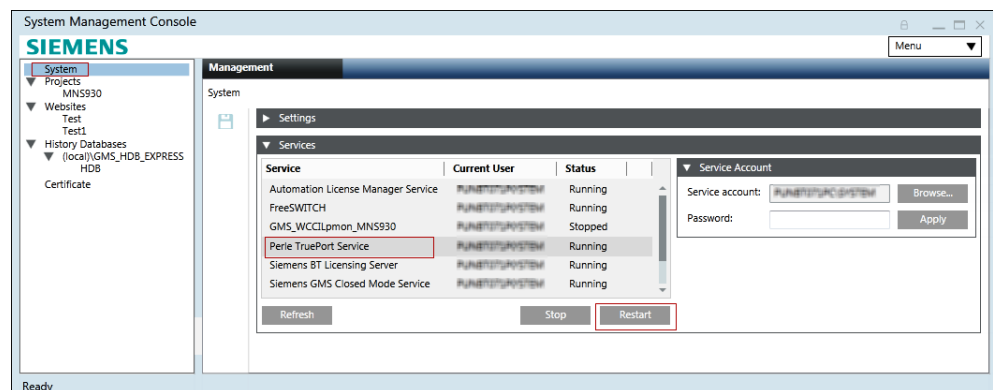 System Management Console
SIEMENS
Menu
System
Projects
MNS930
Websites
Test
Test1
History Databases
(local)\GMS_HDB_EXPRESS
HDB
Certificate
Management
System
Settings
Services
Service Current User Status
Automation License Manager Service Running
FreeSWITCH Running
GMS_WCCILpmon_MNS930 Stopped
Perle TruePort Service Running
Siemens BT Licensing Server Running
Siemens GMS Closed Mode Service Running
Refresh Stop Restart
Service Account
Service account: Browse...
Password: Apply
Ready